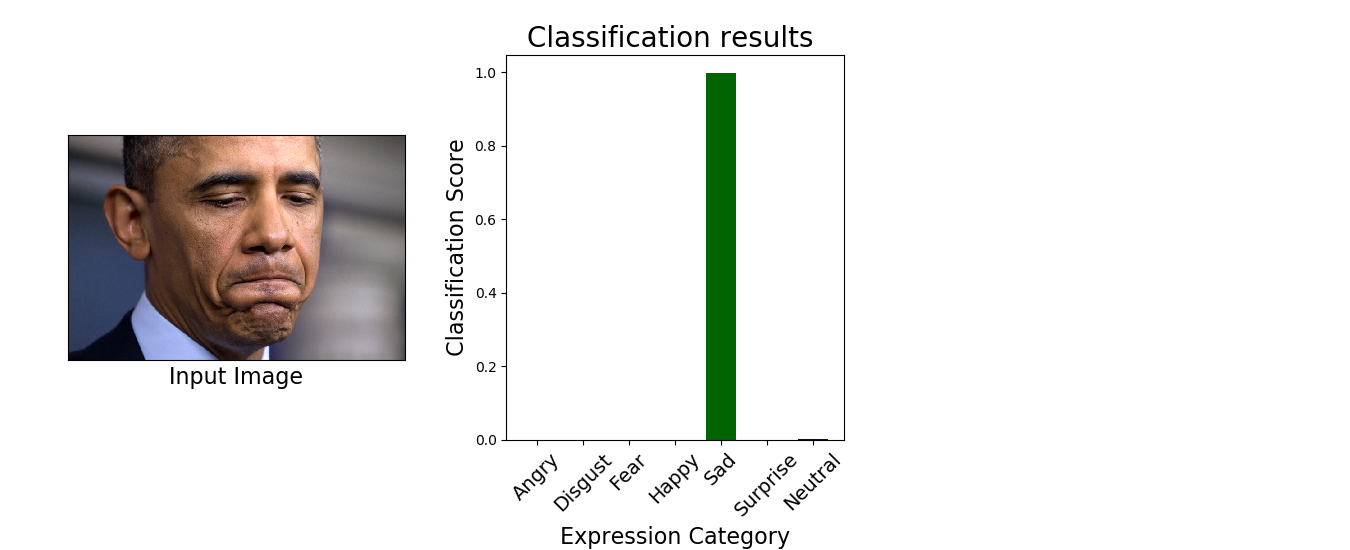 Classification results
1.0
0.8
0.6
0.4
0.2
0.0
Classification Score
Angry
Disgust
Fear
Happy
Sad
Surprise
Neutral
Expression Category
Input Image